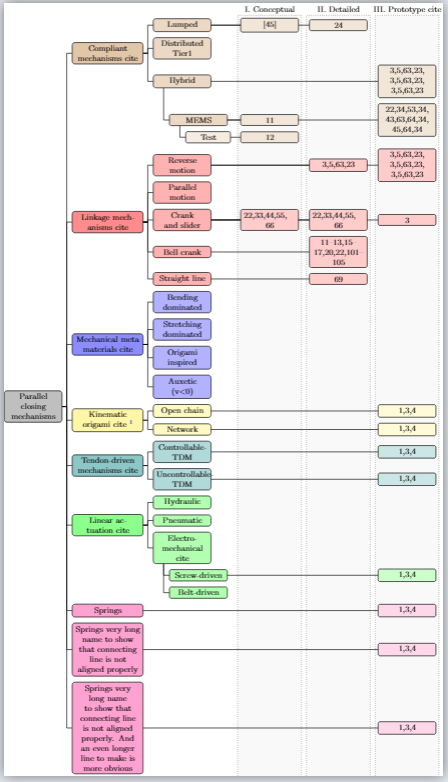 I. Conceptual II. Detailed III. Prototype cite
Lumped [45] 24
Compliant
mechanisms cite
Distributed
Tier1
Hybrid
3,5,63,23,
3,5,63,23,
3,5,63,23
MEMS 11
22,34,53,34,
43,63,64,34,
45,64,34
Test 12
Reverse
motion
3,5,63,23
3,5,63,23,
3,5,63,23,
3,5,63,23
Parallel
motion
Linkage mech-
anisms cite
Crank
and slider
22,33,44,55,
66
22,33,44,55,
66
3
Bell crank
11–13,15
17,20,22,101–
105
Straight line 69
Bending
dominated
Stretching
dominated
Mechanical meta
materials cite
Origami
inspired
Auxetic
(v<0)
Parallel
closing
mechanisms
Kinematic
origami cite 1
Open chain 1,3,4
Network 1,3,4
Tendon-driven
mechanisms cite
Controllable-
TDM
1,3,4
Uncontrollable-
TDM
1,3,4
Hydraulic
Linear ac-
tuation cite
Pneumatic
Electro-
mechanical
cite
Screw-driven 1,3,4
Belt-driven
Springs 1,3,4
Springs very long
name to show
that connecting
line is not
aligned properly
1,3,4
Springs very
long name
to show that
connecting line
is not aligned
properly. And
an even longer
line to make is
more obvious
1,3,4